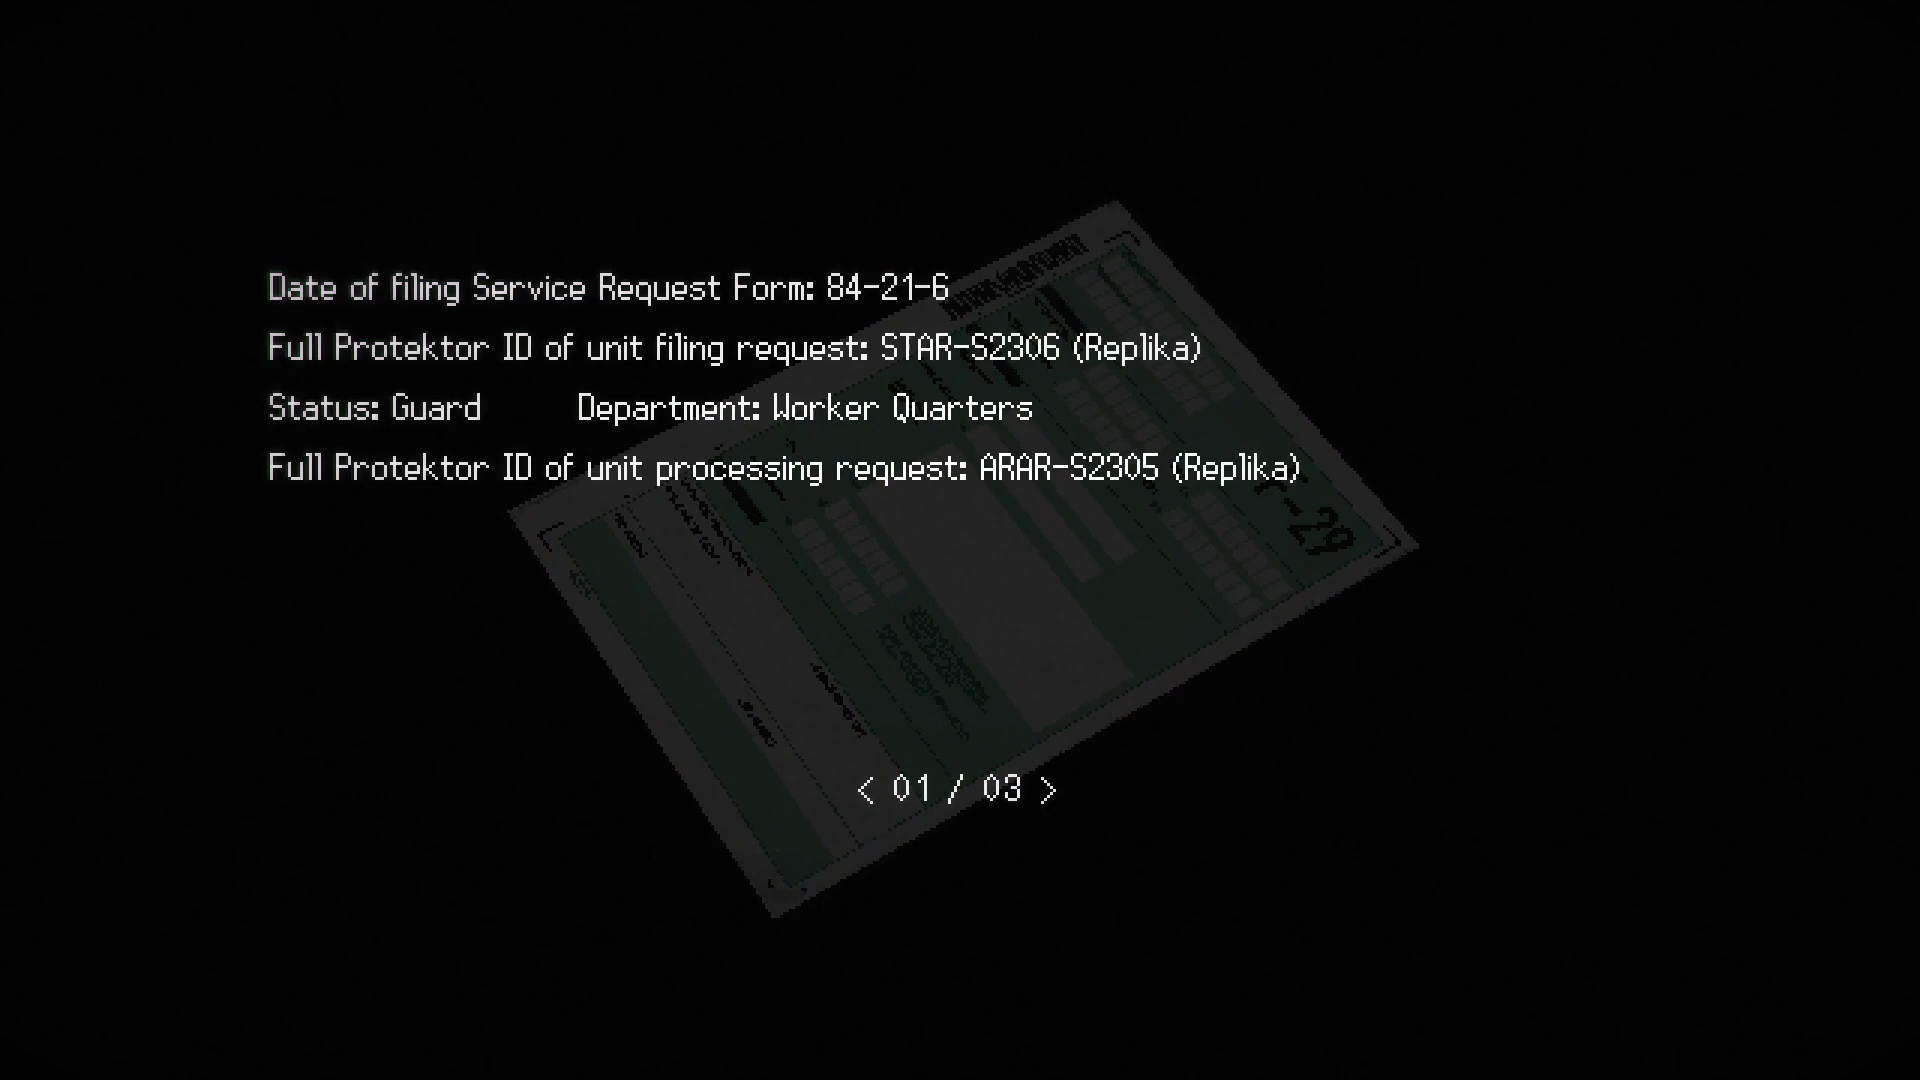 Date of filing Service Request Form: 84-21-6
Full Protektor ID of unit filing request: STAR-S2306 (Replika)
Status: Guard Department: Worker Quarters
Full Protektor ID of unit processing request: ARAR-S2305 (Replika)
-29
< 01 / 03 >